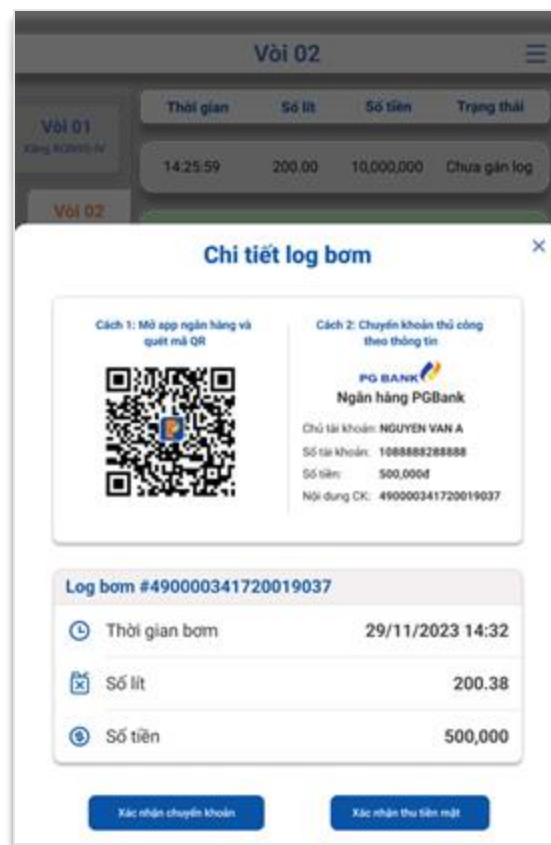 Vòi 02
Thời gian Số lít Số tiền Trạng thái
Vòi 01
14:25:59 200.00 10,000,000 Chưa gán log
Vòi 02
Chi tiết log bơm
Cách 1: Mở app ngân hàng và
quét mã QR
Cách 2: Chuyển khoản thủ công
theo thông tin
PG BANK
Ngân hàng PGBank
Chủ tài khoản: NGUYEN VAN A
Số tài khoản: 1088888288888
Số tiền: 500,000đ
Nội dung CK: 490000341720019037
Log bơm #490000341720019037
Thời gian bơm 29/11/2023 14:32
Số lít 200.38
Số tiền 500,000
Xác nhận chuyển khoản Xác nhận thu tiền mặt